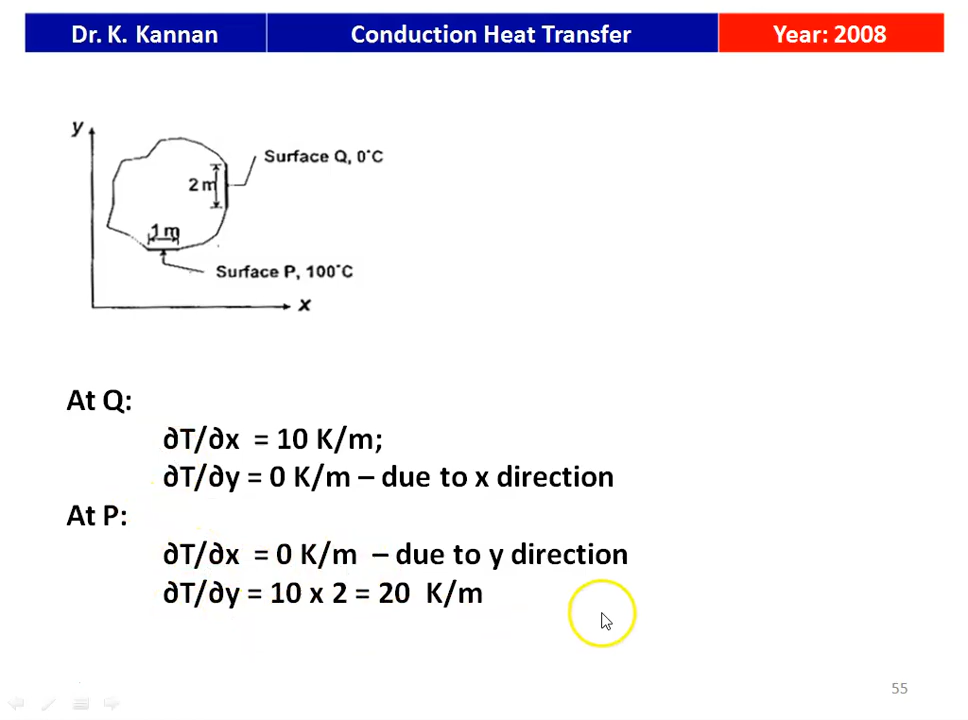 Dr. K. Kannan
Conduction Heat Transfer
Year: 2008
y
Surface Q, 0°C
2 m
1 m
Surface P, 100°C
x
At Q:
∂T/∂x = 10 K/m;
∂T/∂y = 0 K/m – due to x direction
At P:
∂T/∂x = 0 K/m – due to y direction
∂T/∂y = 10 x 2 = 20 K/m
55